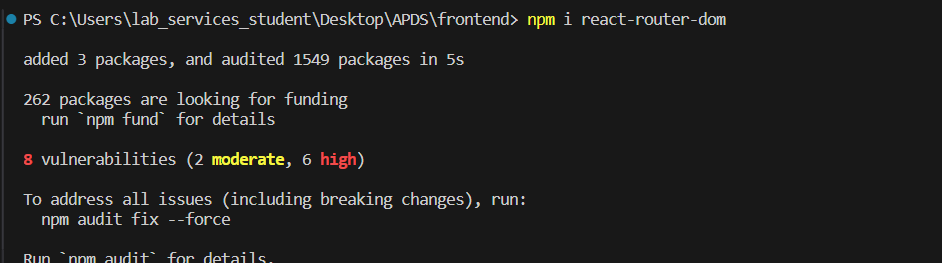 PS C:\Users\lab_services_student\Desktop\APDS\frontend> npm i react-router-dom
added 3 packages, and audited 1549 packages in 5s
262 packages are looking for funding
run `npm fund` for details
8 vulnerabilities (2 moderate, 6 high)
To address all issues (including breaking changes), run:
npm audit fix --force
Run `npm audit` for details.